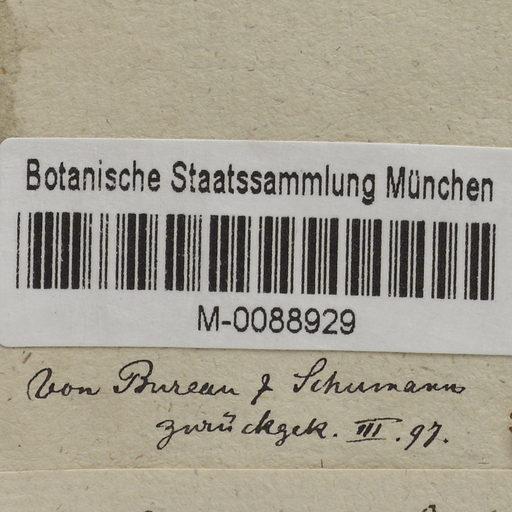 Botanische Staatssammlung München
M-0088929
Von Bureau & Schumann
zurückgek. III. 97.